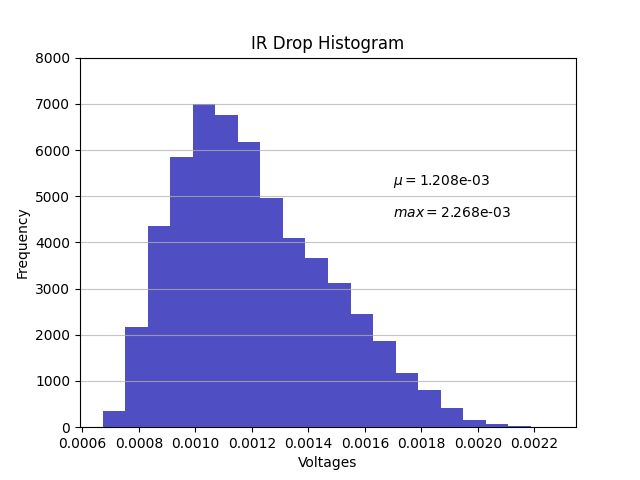 IR Drop Histogram
8000
7000
6000
5000
4000
3000
2000
1000
0
Frequency
μ = 1.208e-03
max = 2.268e-03
0.0006 0.0008 0.0010 0.0012 0.0014 0.0016 0.0018 0.0020 0.0022
Voltages